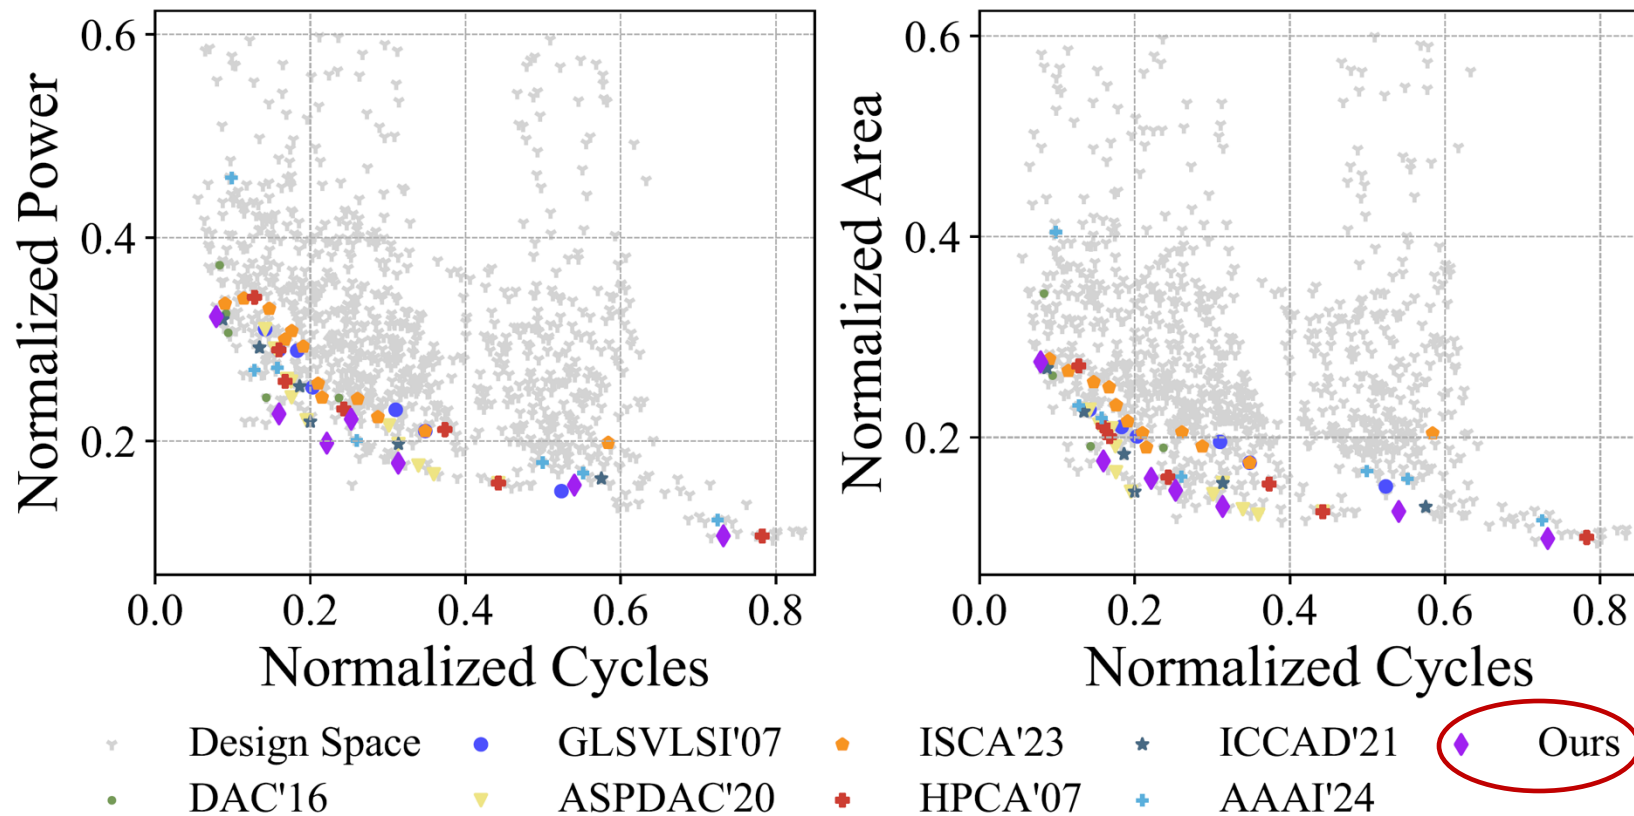 Normalized Power
0.6
0.4
0.2
0.0 0.2 0.4 0.6 0.8
Normalized Cycles
Normalized Area
0.6
0.4
0.2
0.0 0.2 0.4 0.6 0.8
Normalized Cycles
Design Space GLSVLSI'07 ISCA'23 ICCAD'21 Ours
DAC'16 ASPDAC'20 HPCA'07 AAAI'24